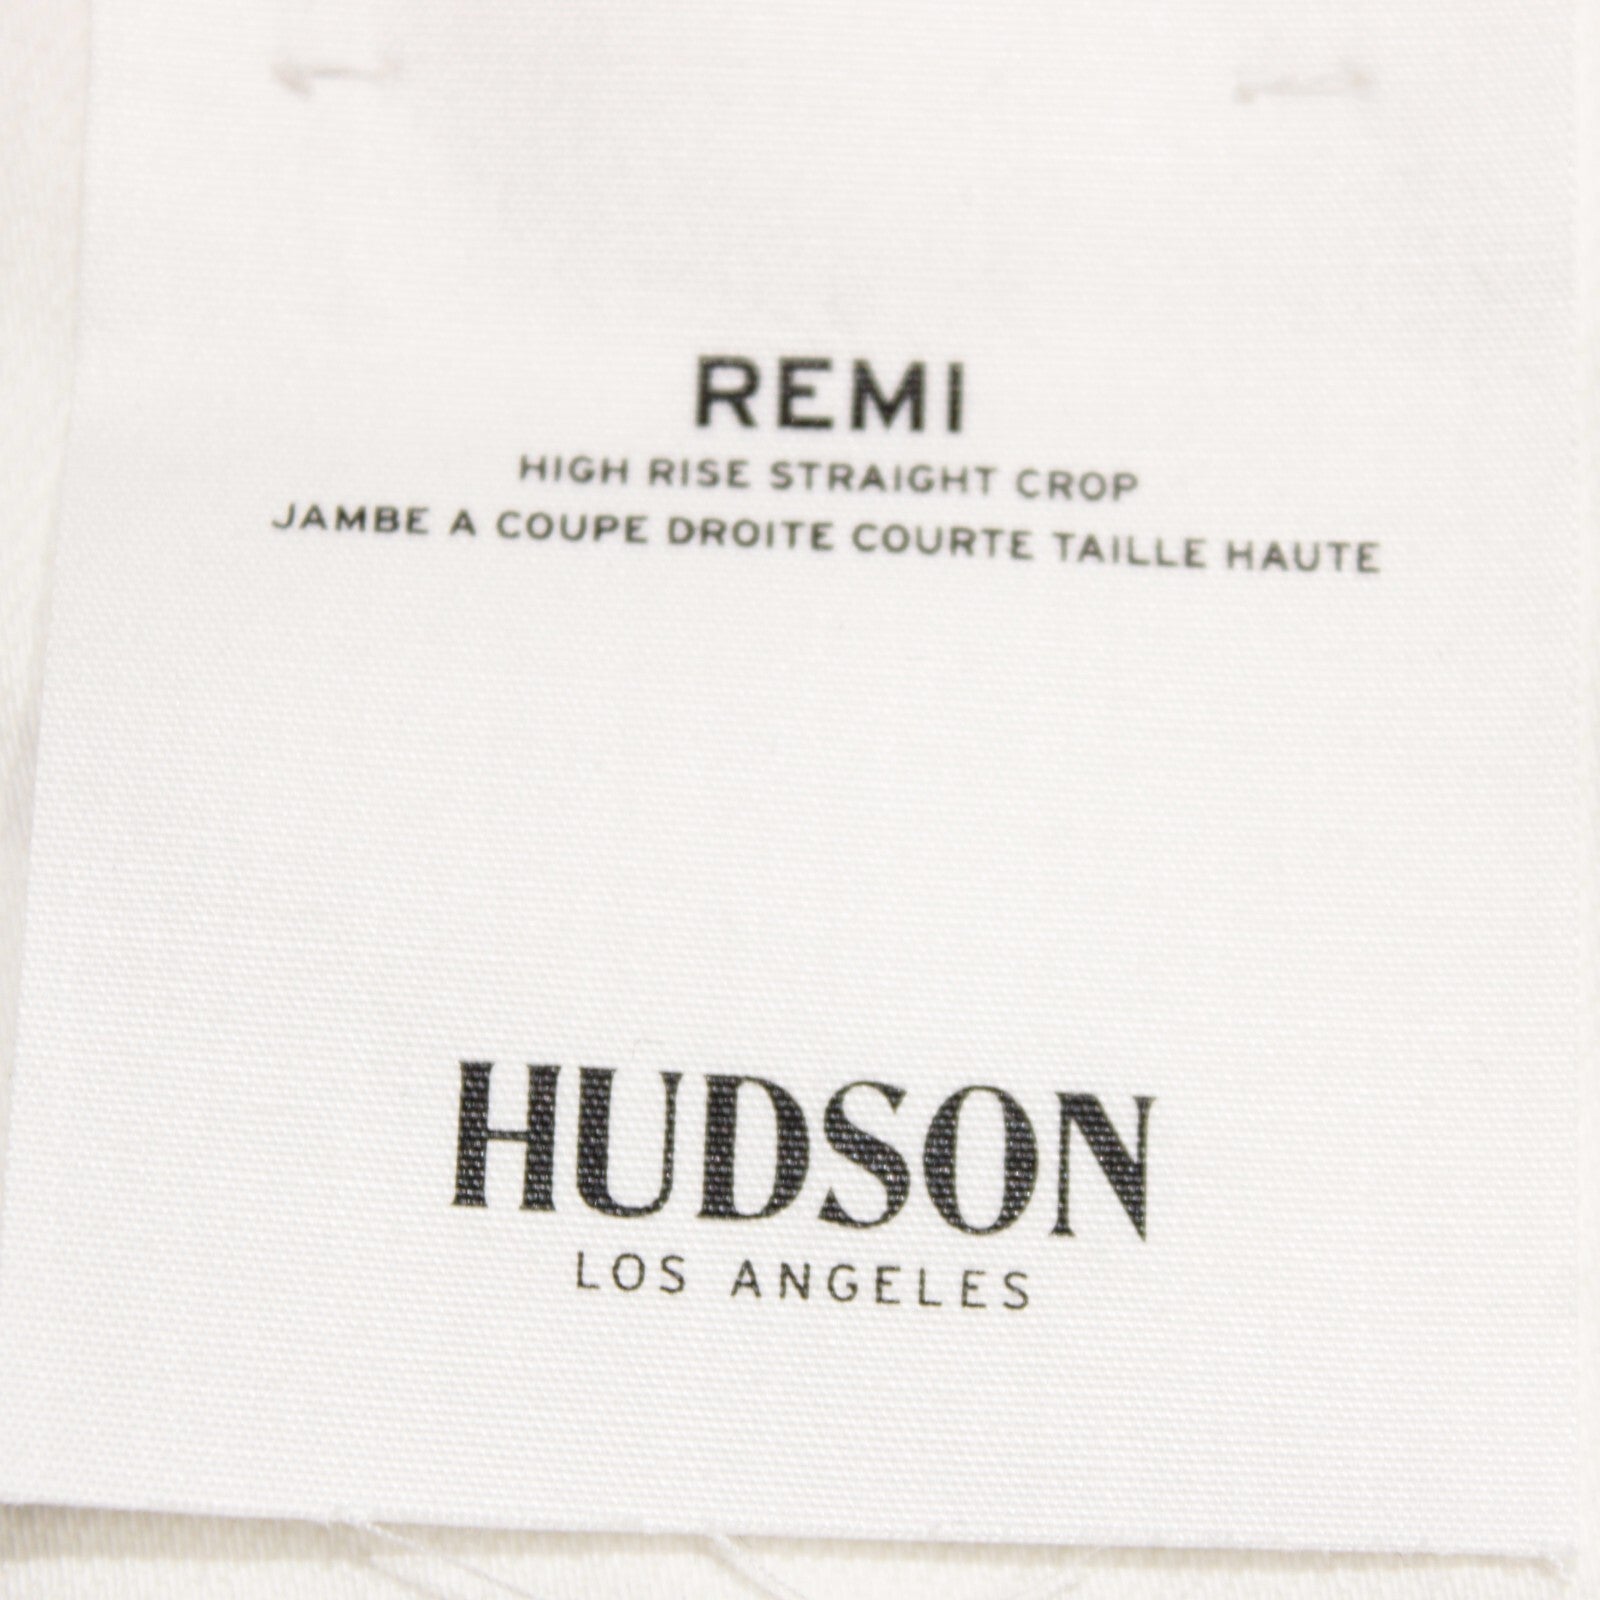 REMI
HIGH RISE STRAIGHT CROP
JAMBE A COUPE DROITE COURTE TAILLE HAUTE
HUDSON
LOS ANGELES